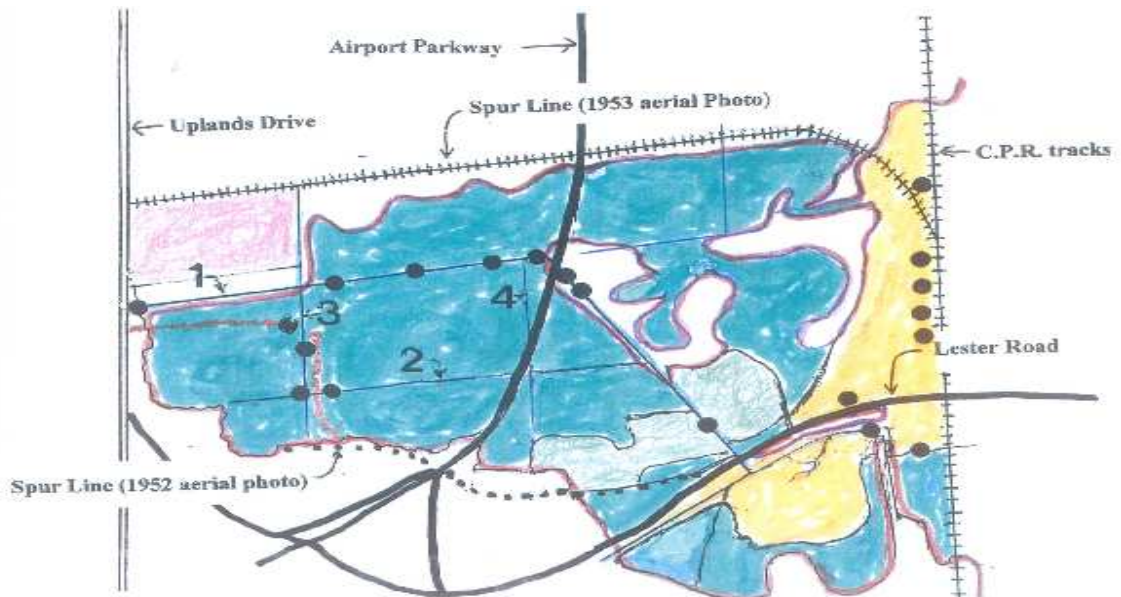 Airport Parkway
Spur Line (1953 aerial Photo)
Uplands Drive
C.P.R. tracks
1
3
4
2
Lester Road
Spur Line (1952 aerial photo)